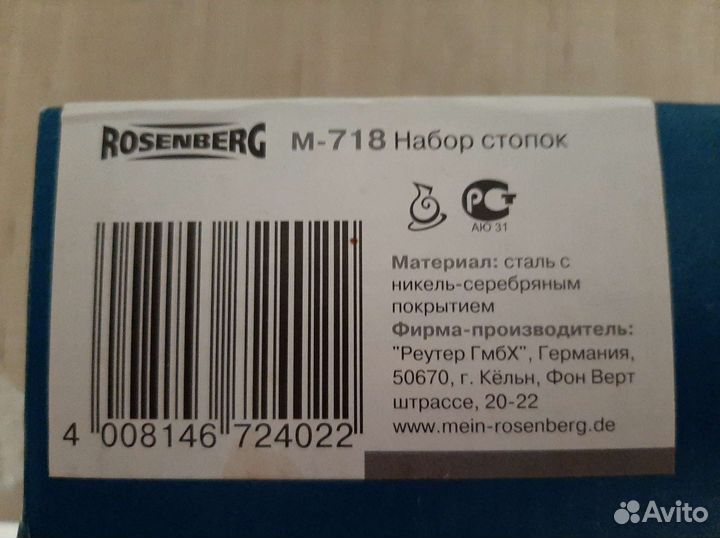 ROSENBERG М-718 Набор стопок
РСТ
АЮ 31
Материал: сталь с
никель-серебряным
покрытием
Фирма-производитель:
"Реутер ГмбХ", Германия,
50670, г. Кёльн, Фон Верт
штрассе, 20-22
www.mein-rosenberg.de
4 008146 724022
Avito